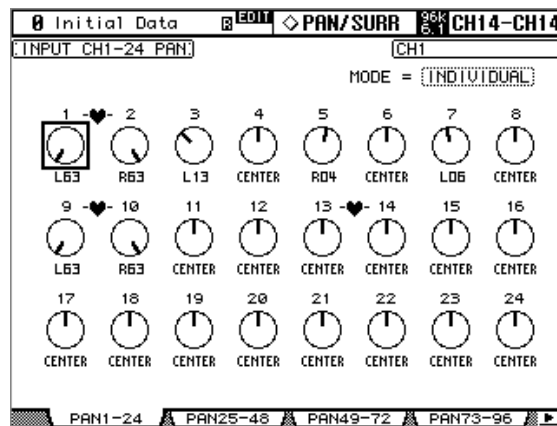 0 Initial Data B EDIT PAN/SURR 96k 6.1 CH14-CH14
INPUT CH1-24 PAN CH1
MODE = INDIVIDUAL
1 2 3 4 5 6 7 8
L63 R63 L13 CENTER R04 CENTER L06 CENTER
9 10 11 12 13 14 15 16
L63 R63 CENTER CENTER CENTER CENTER CENTER CENTER
17 18 19 20 21 22 23 24
CENTER CENTER CENTER CENTER CENTER CENTER CENTER CENTER
PAN1-24 PAN25-48 PAN49-72 PAN73-96